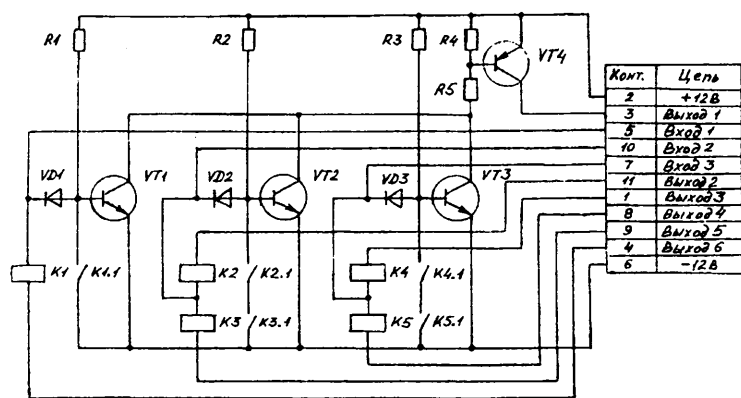 R1
R2
R3
R4
VT4
R5
Конт.
Цепь
2
+12В
3
Выход 1
5
Вход 1
10
Вход 2
7
Вход 3
11
Выход 2
1
Выход 3
8
Выход 4
9
Выход 5
4
Выход 6
6
-12В
VD1
VT1
VD2
VT2
VD3
VT3
K1
K1.1
K2
K2.1
K4
K4.1
K3
K3.1
K5
K5.1